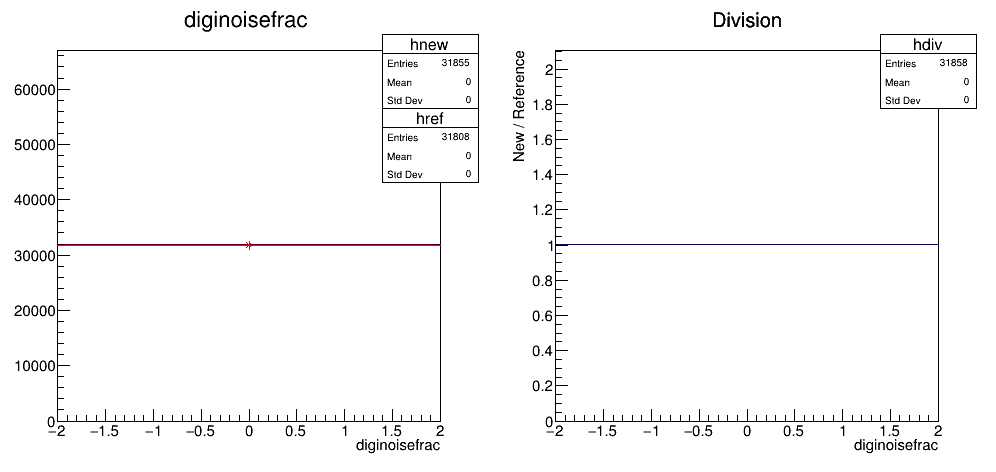 diginoisefrac
hnew
Entries 31855
Mean 0
Std Dev 0
href
Entries 31808
Mean 0
Std Dev 0
60000
50000
40000
30000
20000
10000
0
−2 −1.5 −1 −0.5 0 0.5 1 1.5 2
diginoisefrac
Division
hdiv
Entries 31858
Mean 0
Std Dev 0
New / Reference
2
1.8
1.6
1.4
1.2
1
0.8
0.6
0.4
0.2
0
−2 −1.5 −1 −0.5 0 0.5 1 1.5 2
diginoisefrac